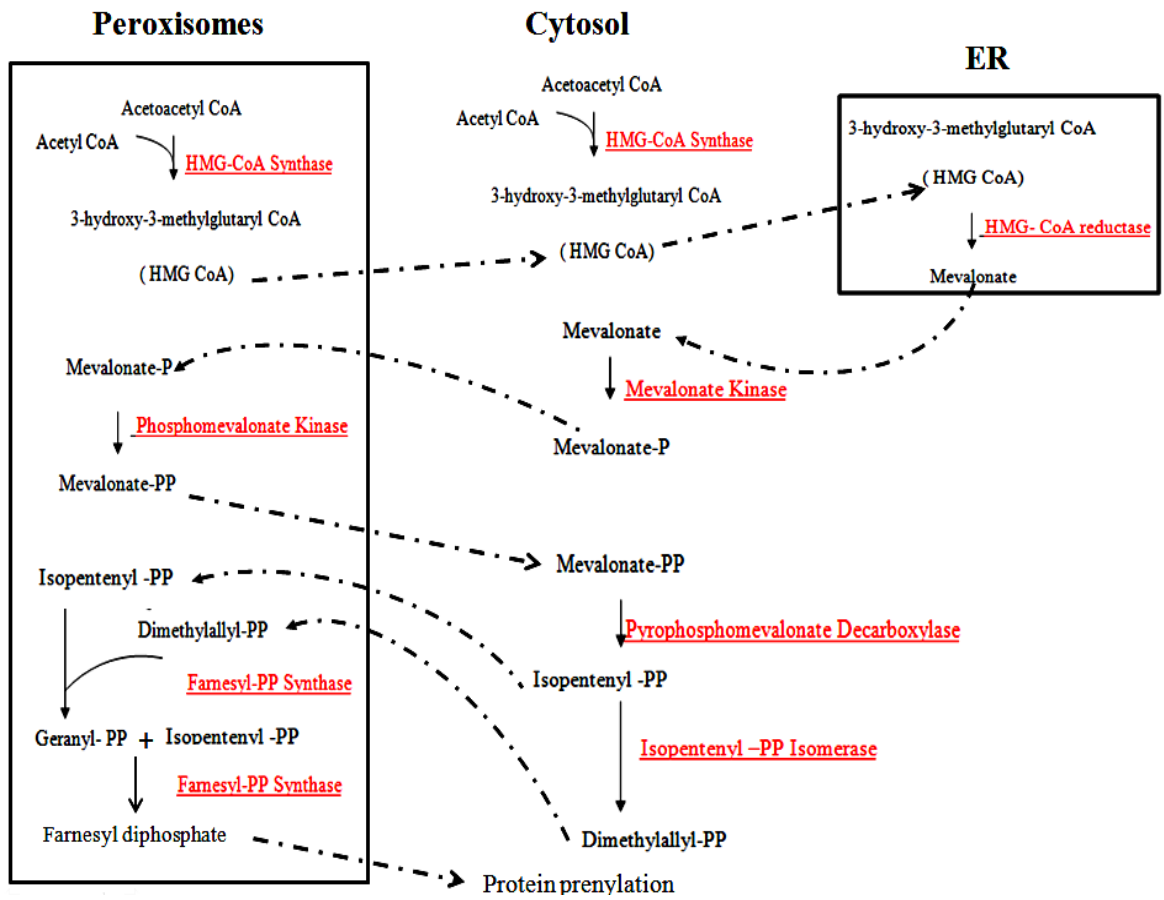 Peroxisomes
Acetoacetyl CoA
Acetyl CoA
HMG-CoA Synthase
3-hydroxy-3-methylglutaryl CoA
(HMG CoA)
Mevalonate-P
Phosphomevalonate Kinase
Mevalonate-PP
Isopentenyl -PP
Dimethylallyl-PP
Farnesyl-PP Synthase
Geranyl- PP + Isopentenyl -PP
Farnesyl-PP Synthase
Farnesyl diphosphate
Cytosol
Acetoacetyl CoA
Acetyl CoA
HMG-CoA Synthase
3-hydroxy-3-methylglutaryl CoA
(HMG CoA)
Mevalonate
Mevalonate Kinase
Mevalonate-P
Mevalonate-PP
Pyrophosphomevalonate Decarboxylase
Isopentenyl -PP
Isopentenyl –PP Isomerase
Dimethylallyl-PP
Protein prenylation
ER
3-hydroxy-3-methylglutaryl CoA
(HMG CoA)
HMG- CoA reductase
Mevalonate